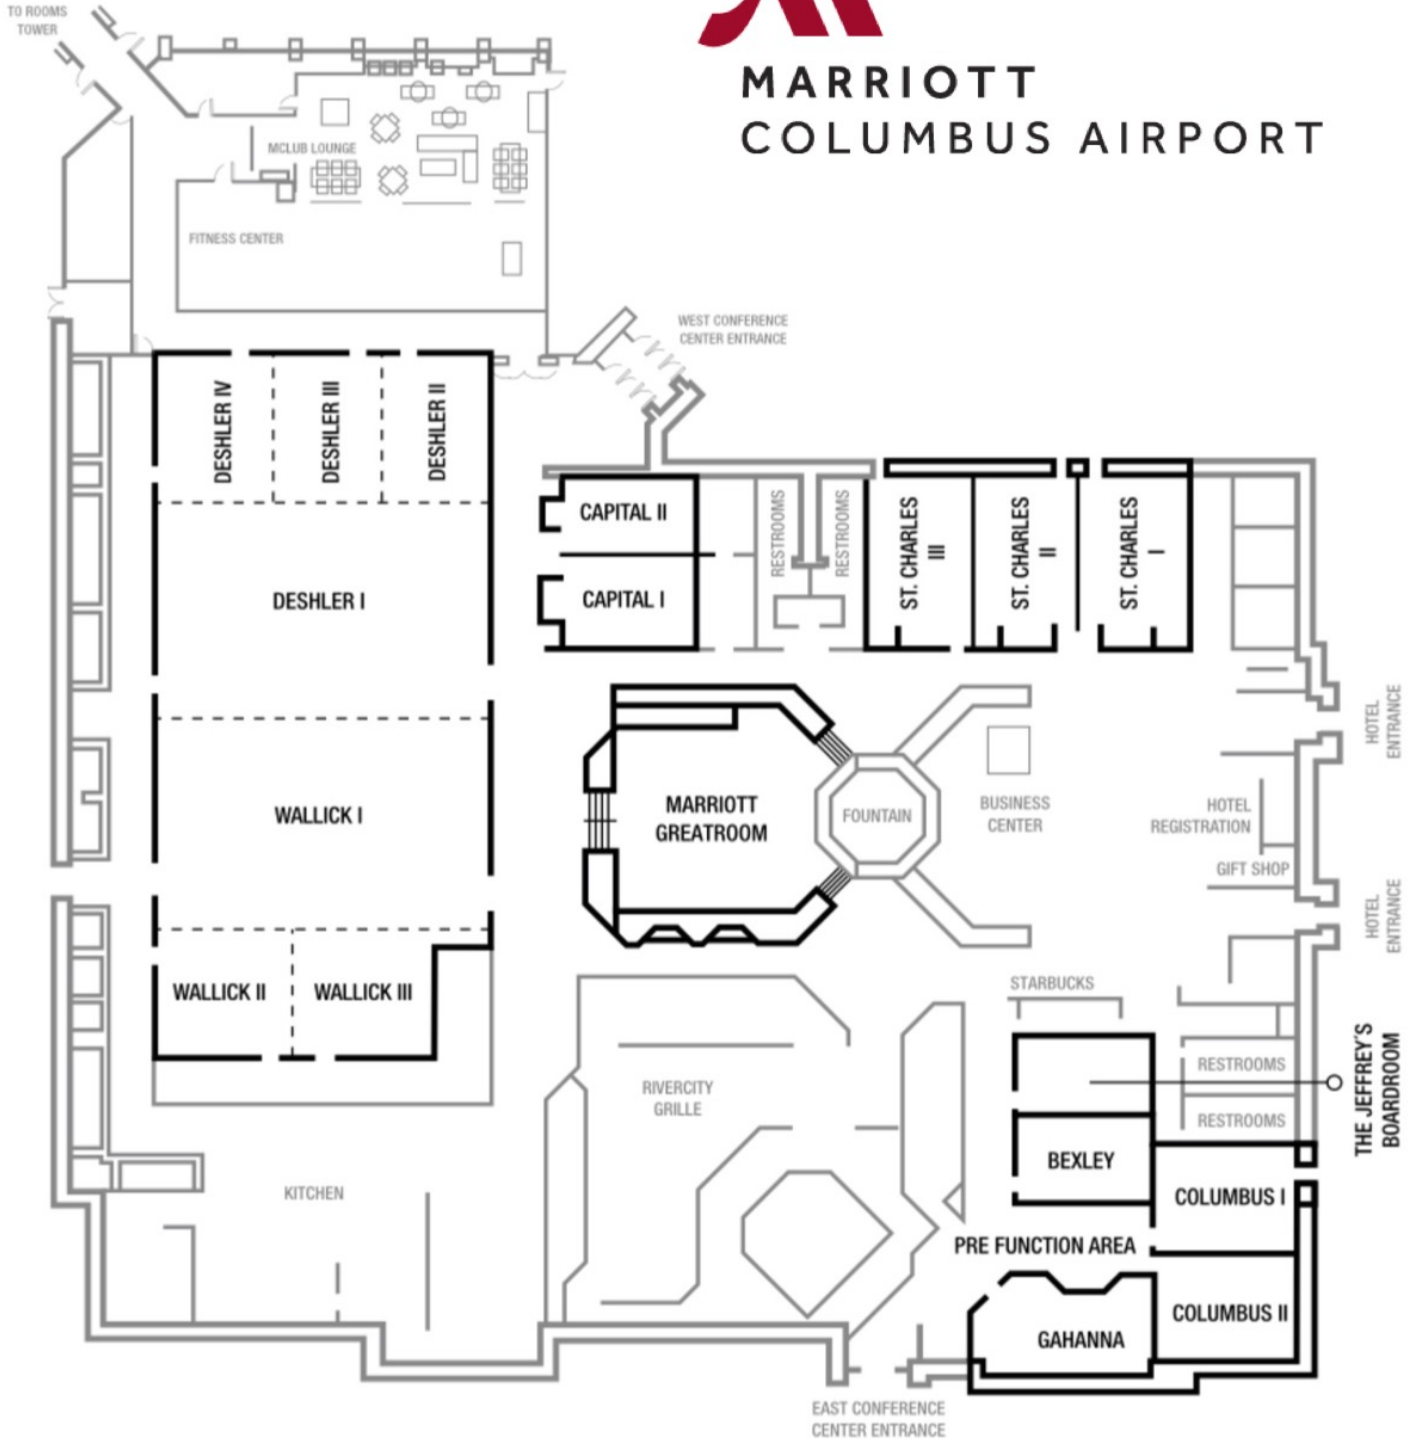 TO ROOMS
TOWER
MARRIOTT
COLUMBUS AIRPORT
MCLUB LOUNGE
FITNESS CENTER
WEST CONFERENCE
CENTER ENTRANCE
DESHLER IV
DESHLER III
DESHLER II
CAPITAL II
RESTROOMS
RESTROOMS
ST. CHARLES
III
ST. CHARLES
II
ST. CHARLES
I
DESHLER I
CAPITAL I
HOTEL
ENTRANCE
WALLICK I
MARRIOTT
GREATROOM
FOUNTAIN
BUSINESS
CENTER
HOTEL
REGISTRATION
GIFT SHOP
HOTEL
ENTRANCE
WALLICK II
WALLICK III
STARBUCKS
RIVERCITY
GRILLE
RESTROOMS
RESTROOMS
THE JEFFREY'S
BOARDROOM
BEXLEY
KITCHEN
COLUMBUS I
PRE FUNCTION AREA
COLUMBUS II
GAHANNA
EAST CONFERENCE
CENTER ENTRANCE